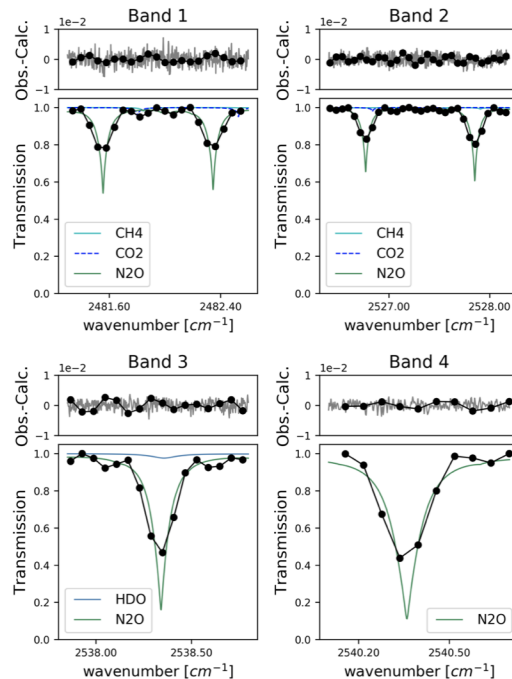 Band 1
1e−2
Obs.-Calc.
1
0
−1
Transmission
1.0
0.8
0.6
0.4
0.2
0.0
CH4
CO2
N2O
2481.60
2482.40
wavenumber [cm⁻¹]
Band 2
1e−2
Obs.-Calc.
1
0
−1
Transmission
1.0
0.8
0.6
0.4
0.2
0.0
CH4
CO2
N2O
2527.00
2528.00
wavenumber [cm⁻¹]
Band 3
1e−2
Obs.-Calc.
1
0
−1
Transmission
1.0
0.8
0.6
0.4
0.2
0.0
HDO
N2O
2538.00
2538.50
wavenumber [cm⁻¹]
Band 4
1e−2
Obs.-Calc.
1
0
−1
Transmission
1.0
0.8
0.6
0.4
0.2
0.0
N2O
2540.20
2540.50
wavenumber [cm⁻¹]